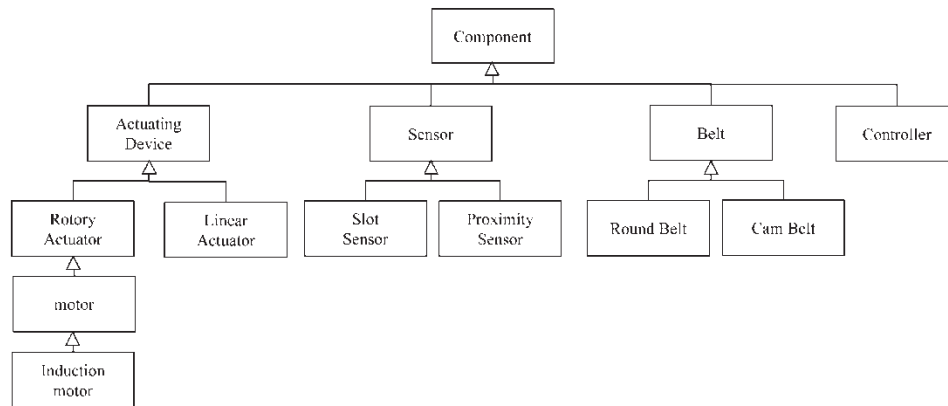 Component
Actuating
Device
Sensor
Belt
Controller
Rotory
Actuator
Linear
Actuator
Slot
Sensor
Proximity
Sensor
Round Belt
Cam Belt
motor
Induction
motor